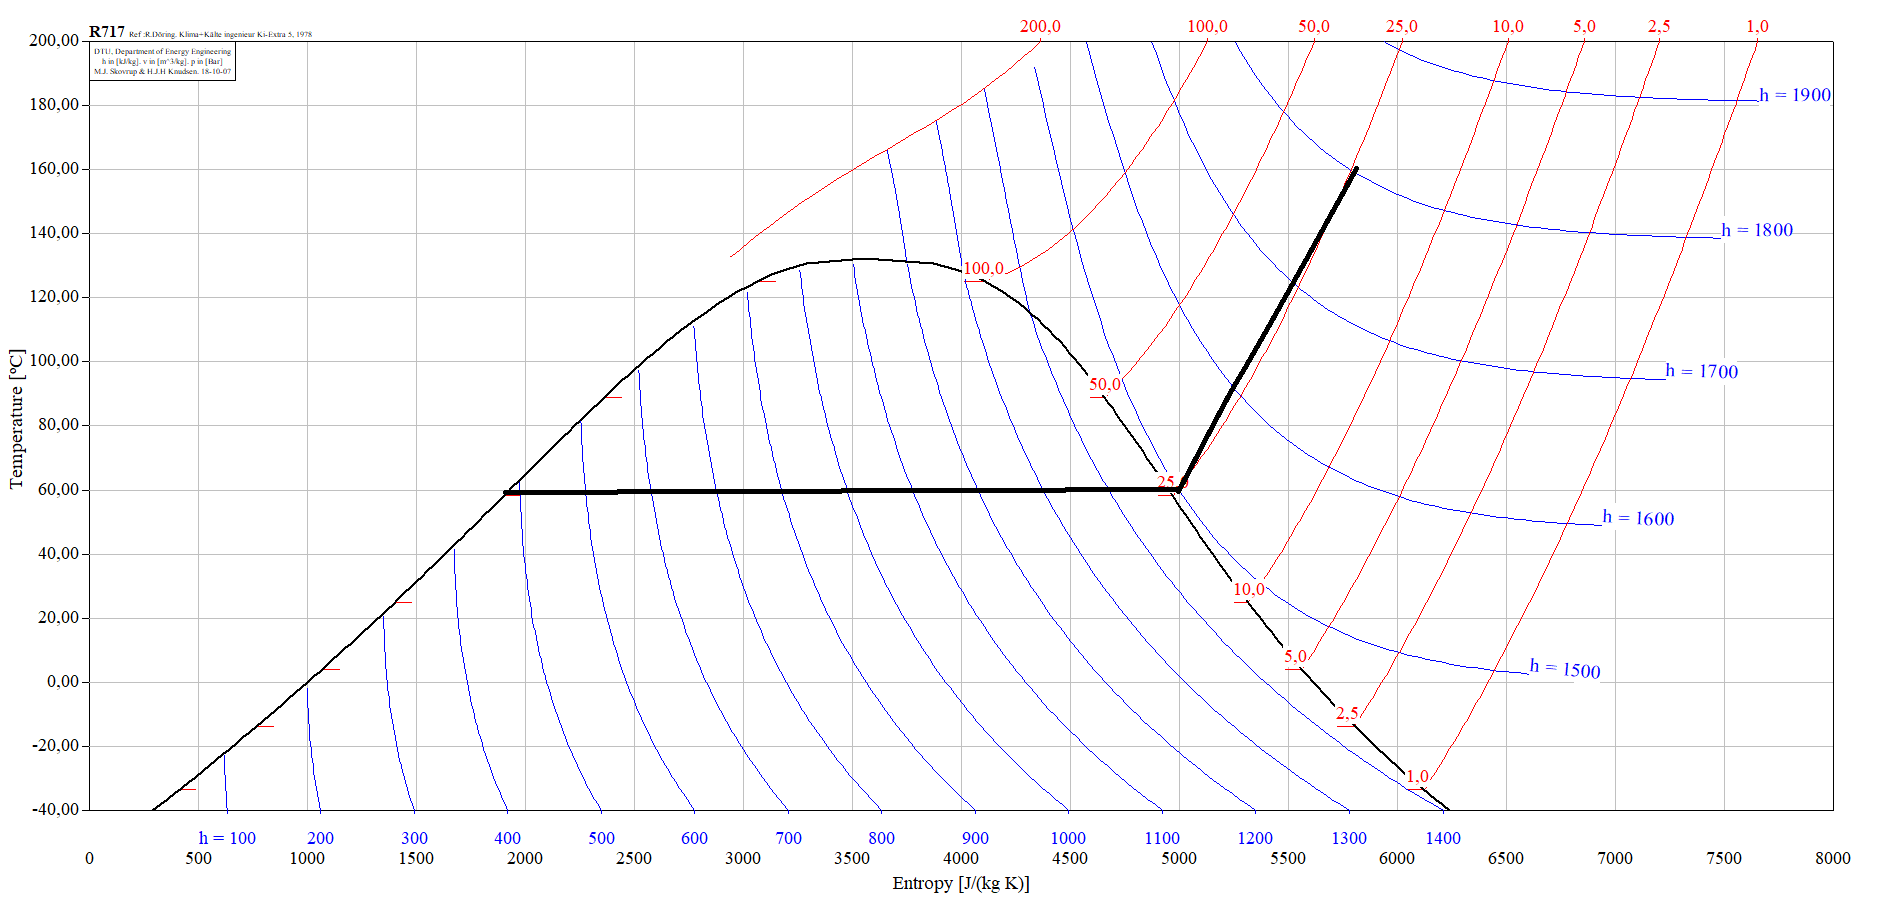 R717 Ref :R.Döring. Klima+Kälte ingenieur Ki-Extra 5, 1978
DTU, Department of Energy Engineering
h in [kJ/kg]. v in [m^3/kg]. p in [Bar]
M.J. Skovrup & H.J.H Knudsen. 18-10-07
200,0 100,0 50,0 25,0 10,0 5,0 2,5 1,0
200,00
180,00
160,00
140,00
120,00
100,00
80,00
60,00
40,00
20,00
0,00
-20,00
-40,00
Temperature [ºC]
h = 1900
h = 1800
h = 1700
h = 1600
h = 1500
100,0
50,0
25
10,0
5,0
2,5
1,0
h = 100 200 300 400 500 600 700 800 900 1000 1100 1200 1300 1400
0 500 1000 1500 2000 2500 3000 3500 4000 4500 5000 5500 6000 6500 7000 7500 8000
Entropy [J/(kg K)]